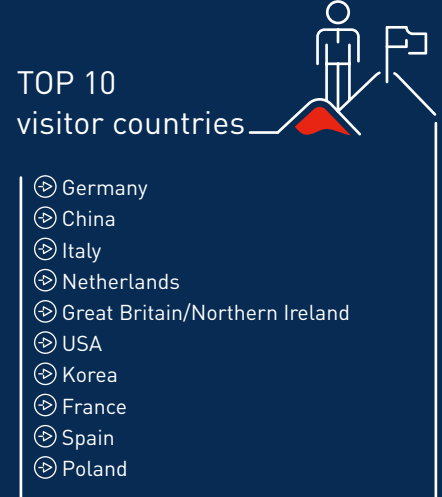 TOP 10
visitor countries
Germany
China
Italy
Netherlands
Great Britain/Northern Ireland
USA
Korea
France
Spain
Poland